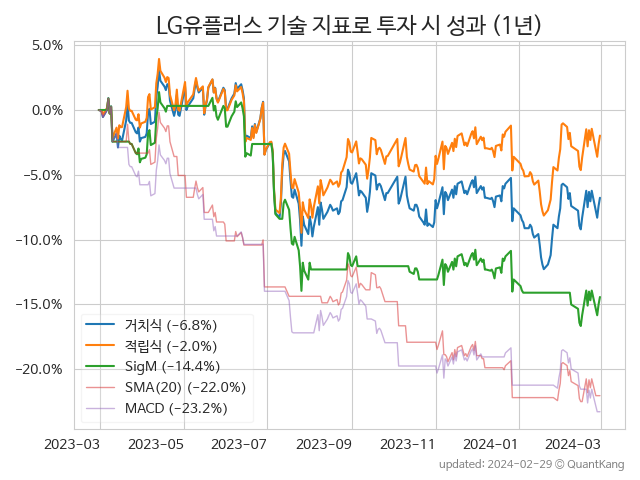 LG유플러스 기술 지표로 투자 시 성과 (1년)
5.0%
0.0%
−5.0%
−10.0%
−15.0%
−20.0%
거치식 (−6.8%)
적립식 (−2.0%)
SigM (−14.4%)
SMA(20) (−22.0%)
MACD (−23.2%)
2023-03 2023-05 2023-07 2023-09 2023-11 2024-01 2024-03
updated: 2024-02-29 ⓒ QuantKang